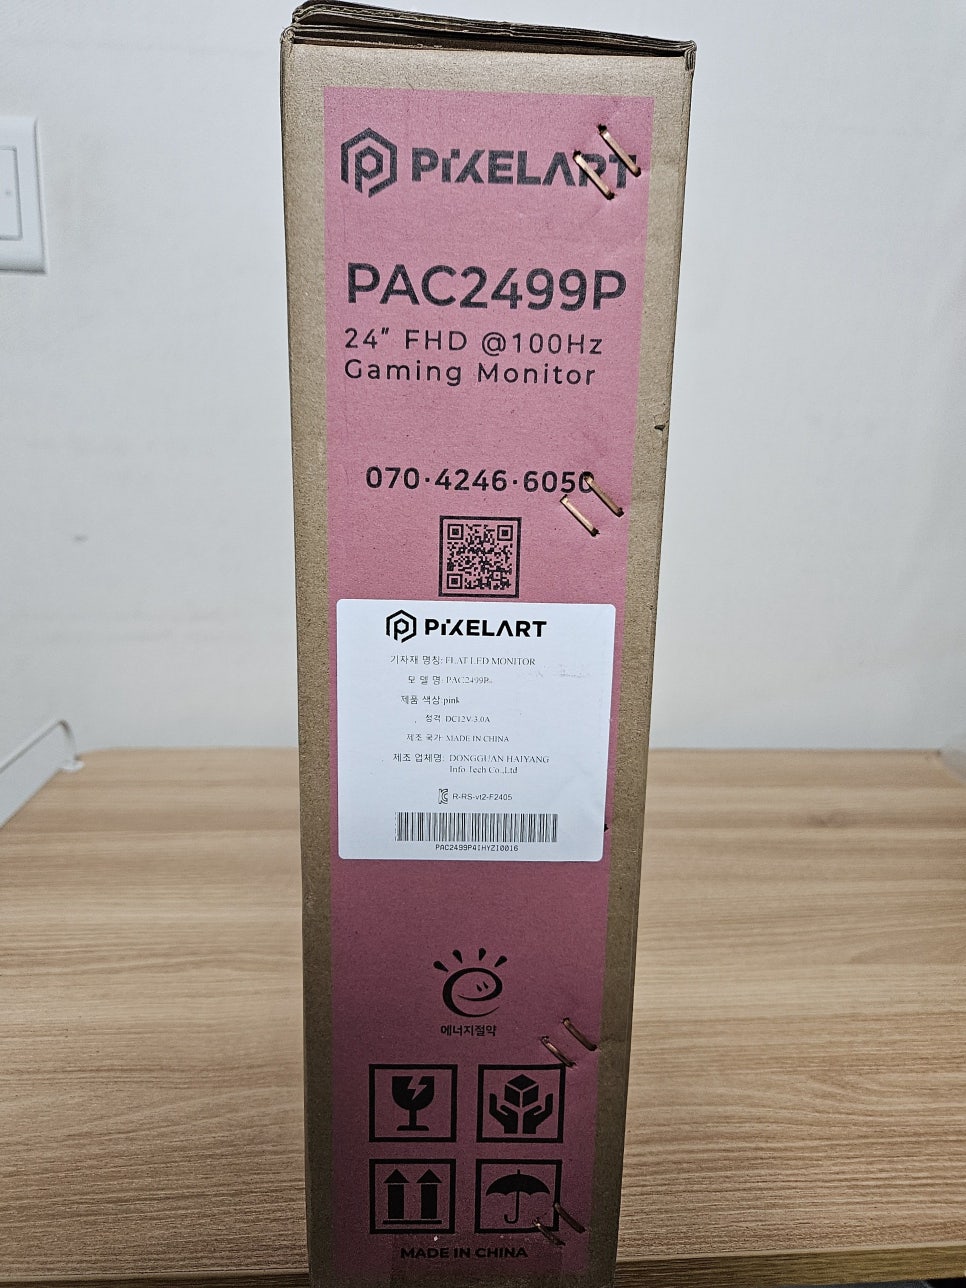 PIXELART
PAC2499P
24" FHD @100Hz
Gaming Monitor
070·4246·6050
PIXELART
기자재 명칭: FLAT LED MONITOR
모 델 명: PAC2499P
제품 색상:pink
정격 DC12V-3.0A
제조 국가: MADE IN CHINA
제조 업체명: DONGGUAN HAIYANG
Info Tech Co.,Ltd
R-RS-vt2-F2405
PAC2499P4IHYZI0016
에너지절약
MADE IN CHINA